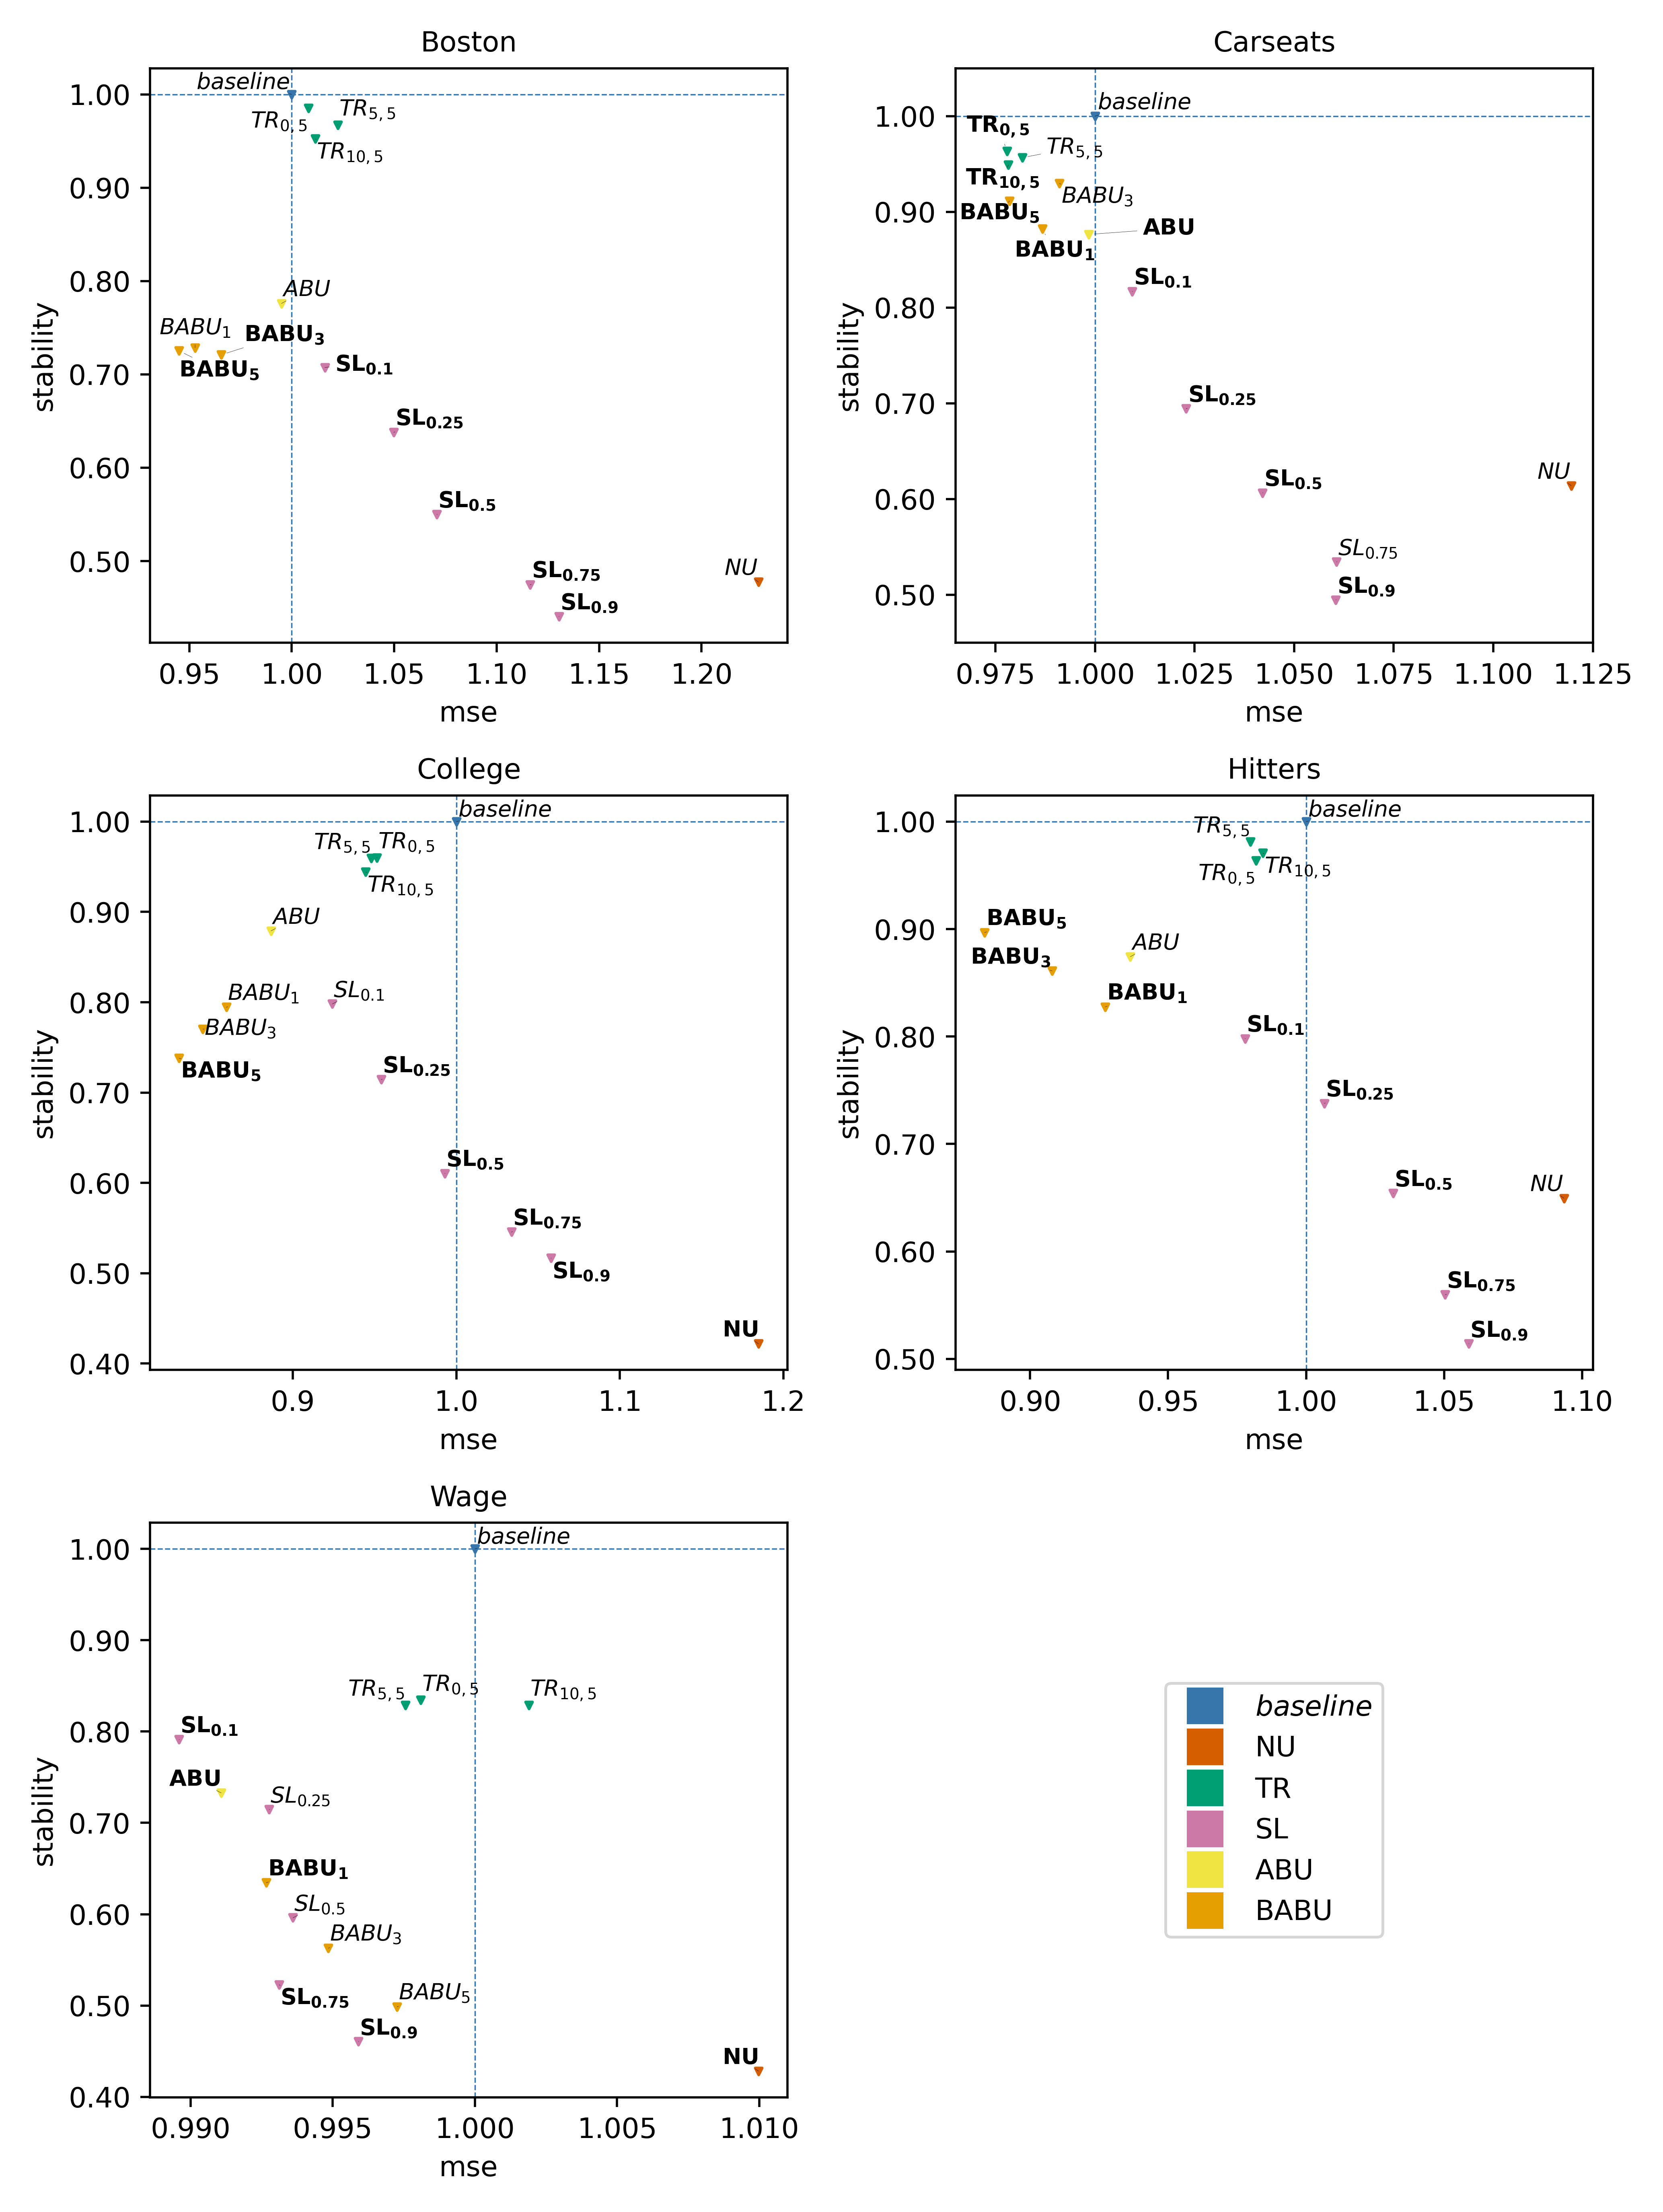 Boston
baseline
TR0,5
TR5,5
TR10,5
ABU
BABU1
BABU3
BABU5
SL0.1
SL0.25
SL0.5
SL0.75
SL0.9
NU
1.00
0.90
0.80
0.70
0.60
0.50
stability
0.95 1.00 1.05 1.10 1.15 1.20
mse
Carseats
baseline
TR0,5
TR5,5
TR10,5
BABU3
BABU5
ABU
BABU1
SL0.1
SL0.25
SL0.5
NU
SL0.75
SL0.9
1.00
0.90
0.80
0.70
0.60
0.50
stability
0.975 1.000 1.025 1.050 1.075 1.100 1.125
mse
College
baseline
TR5,5
TR0,5
TR10,5
ABU
BABU1
SL0.1
BABU3
BABU5
SL0.25
SL0.5
SL0.75
SL0.9
NU
1.00
0.90
0.80
0.70
0.60
0.50
0.40
stability
0.9 1.0 1.1 1.2
mse
Hitters
baseline
TR5,5
TR0,5
TR10,5
BABU5
BABU3
ABU
BABU1
SL0.1
SL0.25
SL0.5
NU
SL0.75
SL0.9
1.00
0.90
0.80
0.70
0.60
0.50
stability
0.90 0.95 1.00 1.05 1.10
mse
Wage
baseline
TR5,5
TR0,5
TR10,5
SL0.1
ABU
SL0.25
BABU1
SL0.5
BABU3
SL0.75
BABU5
SL0.9
NU
1.00
0.90
0.80
0.70
0.60
0.50
0.40
stability
0.990 0.995 1.000 1.005 1.010
mse
baseline
NU
TR
SL
ABU
BABU